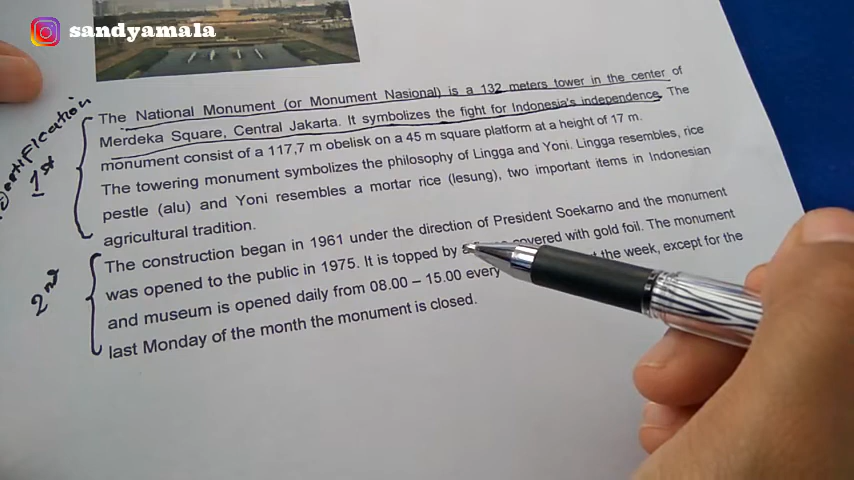 sandyamala
The National Monument (or Monument Nasional) is a 132 meters tower in the center of
Merdeka Square, Central Jakarta. It symbolizes the fight for Indonesia's independence. The
monument consist of a 117,7 m obelisk on a 45 m square platform at a height of 17 m.
The towering monument symbolizes the philosophy of Lingga and Yoni. Lingga resembles, rice
pestle (alu) and Yoni resembles a mortar rice (lesung), two important items in Indonesian
agricultural tradition.
1st
The construction began in 1961 under the direction of President Soekarno and the monument
was opened to the public in 1975. It is topped by covered with gold foil. The monument
and museum is opened daily from 08.00 – 15.00 every the week, except for the
last Monday of the month the monument is closed.
2nd